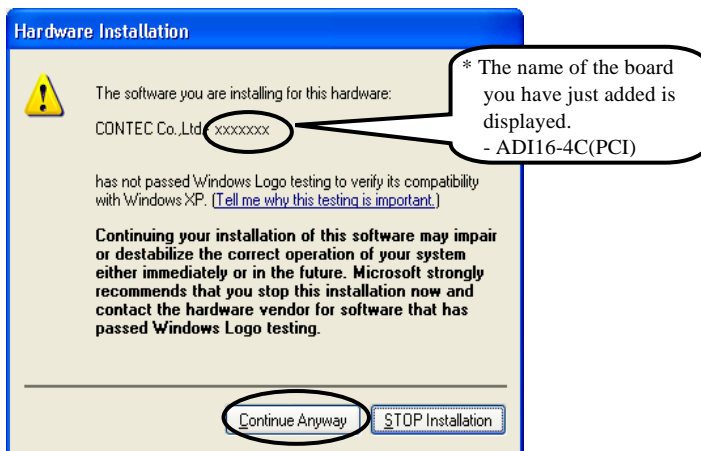 Hardware Installation
The software you are installing for this hardware:
CONTEC Co.,Ltd. xxxxxxx
* The name of the board
you have just added is
displayed.
- ADI16-4C(PCI)
has not passed Windows Logo testing to verify its compatibility
with Windows XP. (Tell me why this testing is important.)
Continuing your installation of this software may impair
or destabilize the correct operation of your system
either immediately or in the future. Microsoft strongly
recommends that you stop this installation now and
contact the hardware vendor for software that has
passed Windows Logo testing.
Continue Anyway
STOP Installation